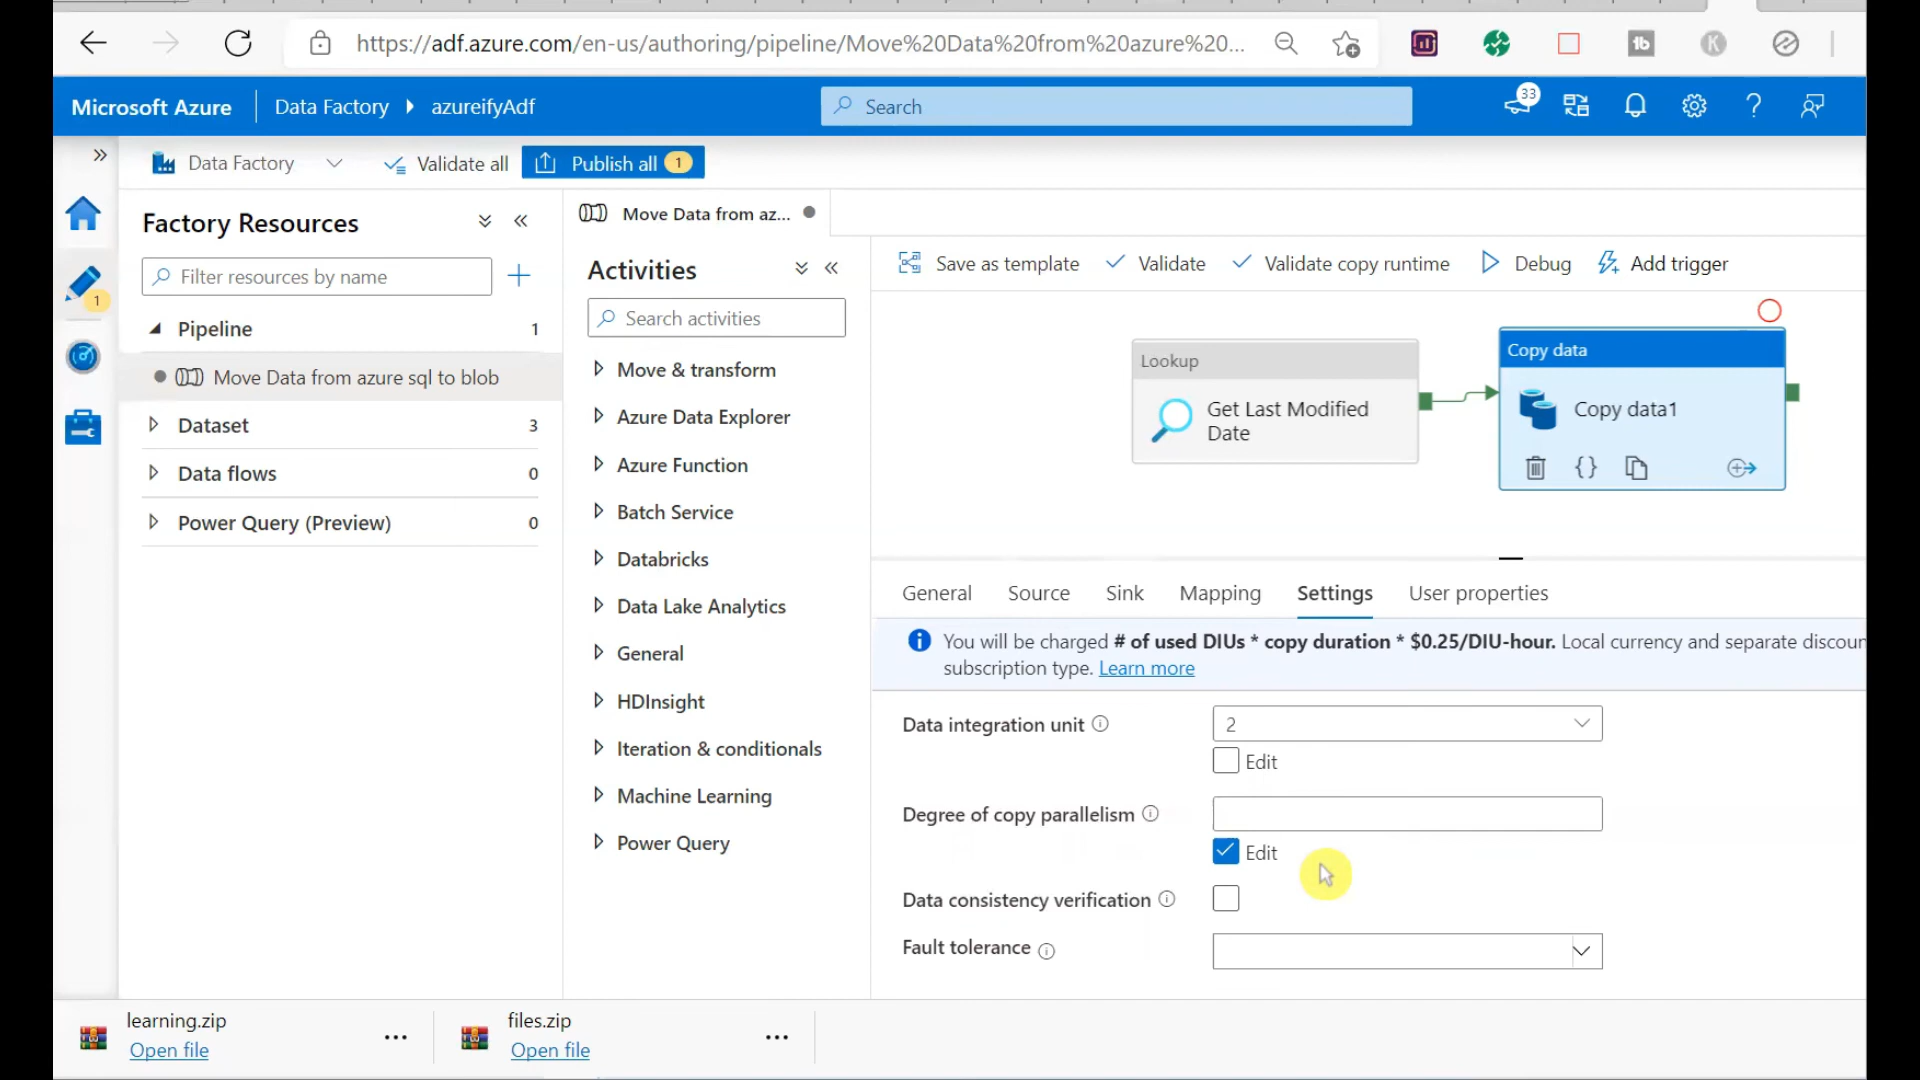 https://adf.azure.com/en-us/authoring/pipeline/Move%20Data%20from%20azure%20...
Microsoft Azure
Data Factory
azureifyAdf
Search
33
Data Factory
Validate all
Publish all 1
Factory Resources
Filter resources by name
1
Pipeline 1
Move Data from azure sql to blob
Dataset 3
Data flows 0
Power Query (Preview) 0
Move Data from az...
Activities
Search activities
Move & transform
Azure Data Explorer
Azure Function
Batch Service
Databricks
Data Lake Analytics
General
HDInsight
Iteration & conditionals
Machine Learning
Power Query
Save as template
Validate
Validate copy runtime
Debug
Add trigger
Lookup
Get Last Modified
Date
Copy data
Copy data1
General
Source
Sink
Mapping
Settings
User properties
You will be charged # of used DIUs * copy duration * $0.25/DIU-hour. Local currency and separate discoun
subscription type. Learn more
Data integration unit
2
Edit
Degree of copy parallelism
Edit
Data consistency verification
Fault tolerance
learning.zip
Open file
...
files.zip
Open file
...
tb
K